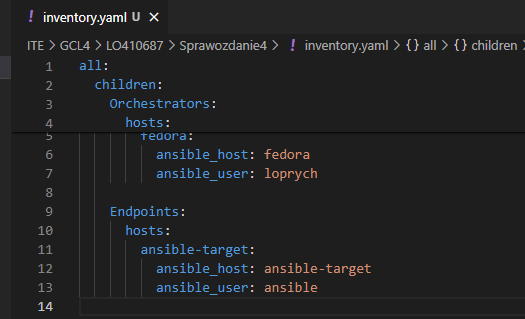 ! inventory.yaml U ×
ITE > GCL4 > LO410687 > Sprawozdanie4 > ! inventory.yaml > {} all > {} children
1 all:
2   children:
3     Orchestrators:
4       hosts:
5         fedora:
6           ansible_host: fedora
7           ansible_user: loprych
8
9     Endpoints:
10       hosts:
11         ansible-target:
12           ansible_host: ansible-target
13           ansible_user: ansible
14